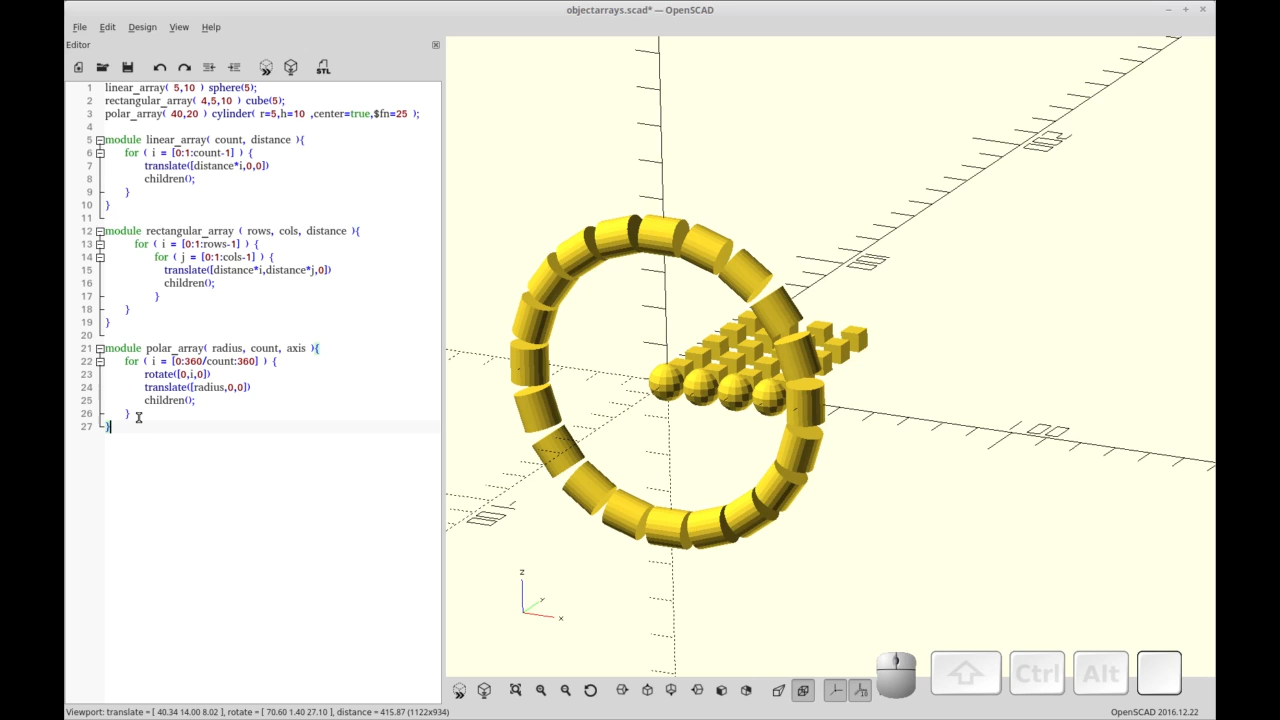 objectarrays.scad* — OpenSCAD
File Edit Design View Help
Editor
STL
1 linear_array( 5,10 ) sphere(5);
2 rectangular_array( 4,5,10 ) cube(5);
3 polar_array( 40,20 ) cylinder( r=5,h=10 ,center=true,$fn=25 );
4
5 module linear_array( count, distance ){
6 for ( i = [0:1:count-1] ) {
7 translate([distance*i,0,0])
8 children();
9 }
10 }
11
12 module rectangular_array ( rows, cols, distance ){
13 for ( i = [0:1:rows-1] ) {
14 for ( j = [0:1:cols-1] ) {
15 translate([distance*i,distance*j,0])
16 children();
17 }
18 }
19 }
20
21 module polar_array( radius, count, axis ){
22 for ( i = [0:360/count:360] ) {
23 rotate([0,i,0])
24 translate([radius,0,0])
25 children();
26 }
27 }
z
y
x
Ctrl Alt
Viewport: translate = [ 40.34 14.00 8.02 ], rotate = [ 70.60 1.40 27.10 ], distance = 415.87 (1122x934)
OpenSCAD 2016.12.22